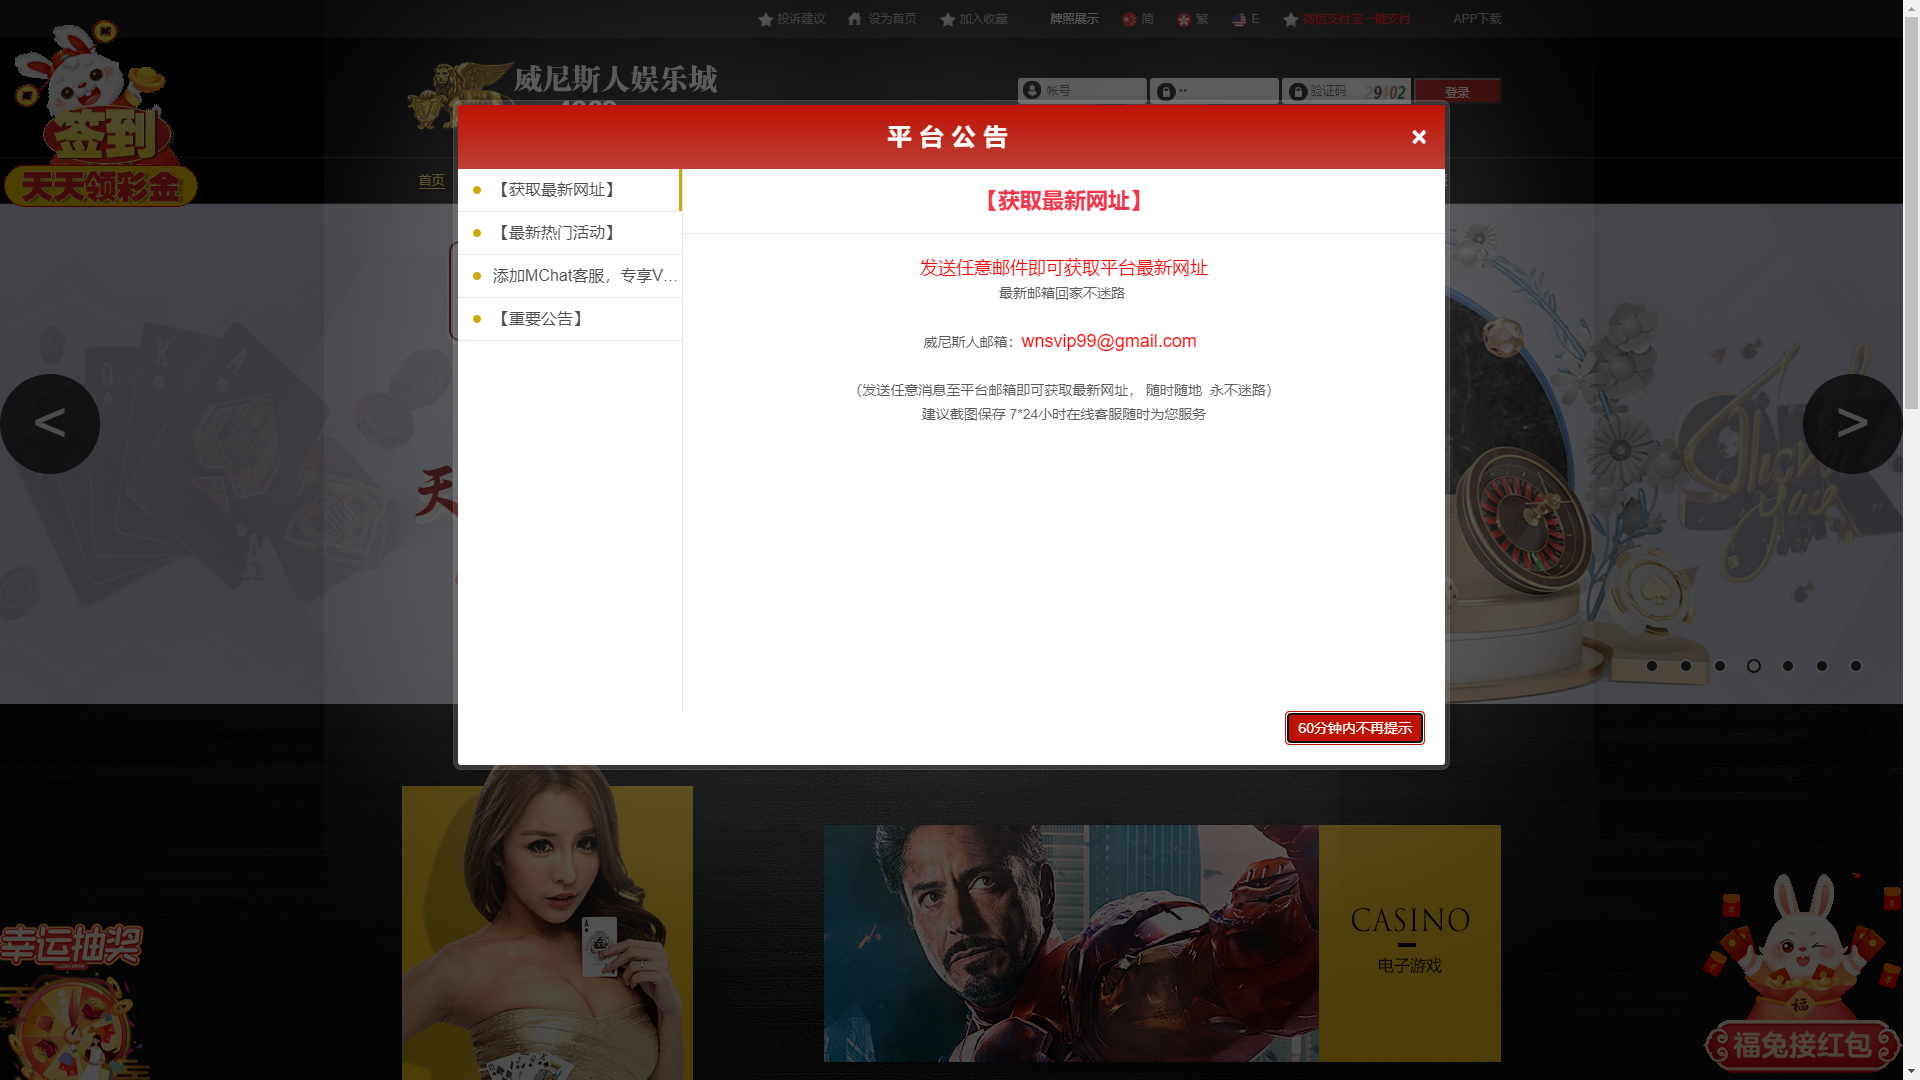 投诉建议
设为首页
加入收藏
牌照展示
简
繁
E
微信支付宝一键支付
APP下载
威尼斯人娱乐城
帐号
验证码
29402
登录
签到
天天领彩金
首页
平台公告
×
【获取最新网址】
【最新热门活动】
添加MChat客服，专享V...
【重要公告】
【获取最新网址】
发送任意邮件即可获取平台最新网址
最新邮箱回家不迷路
威尼斯人邮箱：wnsvip99@gmail.com
（发送任意消息至平台邮箱即可获取最新网址， 随时随地 永不迷路）
建议截图保存 7*24小时在线客服随时为您服务
<
>
天
60分钟内不再提示
CASINO
电子游戏
幸运抽奖
福
福兔接红包